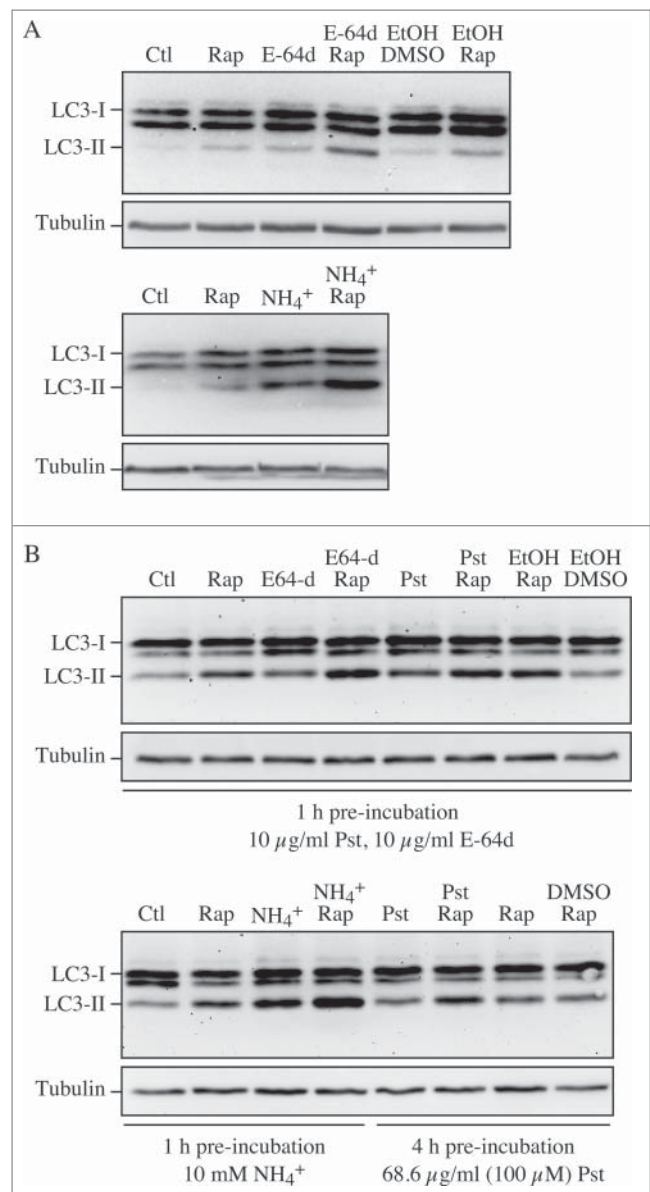 A
E-64d EtOH EtOH
Ctl Rap E-64d Rap DMSO Rap
LC3-I
LC3-II
Tubulin
NH₄⁺
Ctl Rap NH₄⁺ Rap
LC3-I
LC3-II
Tubulin
B
E64-d Pst EtOH EtOH
Ctl Rap E64-d Rap Pst Rap Rap DMSO
LC3-I
LC3-II
Tubulin
1 h pre-incubation
10 µg/ml Pst, 10 µg/ml E-64d
NH₄⁺ Pst DMSO
Ctl Rap NH₄⁺ Rap Pst Rap Rap Rap
LC3-I
LC3-II
Tubulin
1 h pre-incubation 4 h pre-incubation
10 mM NH₄⁺ 68.6 µg/ml (100 µM) Pst